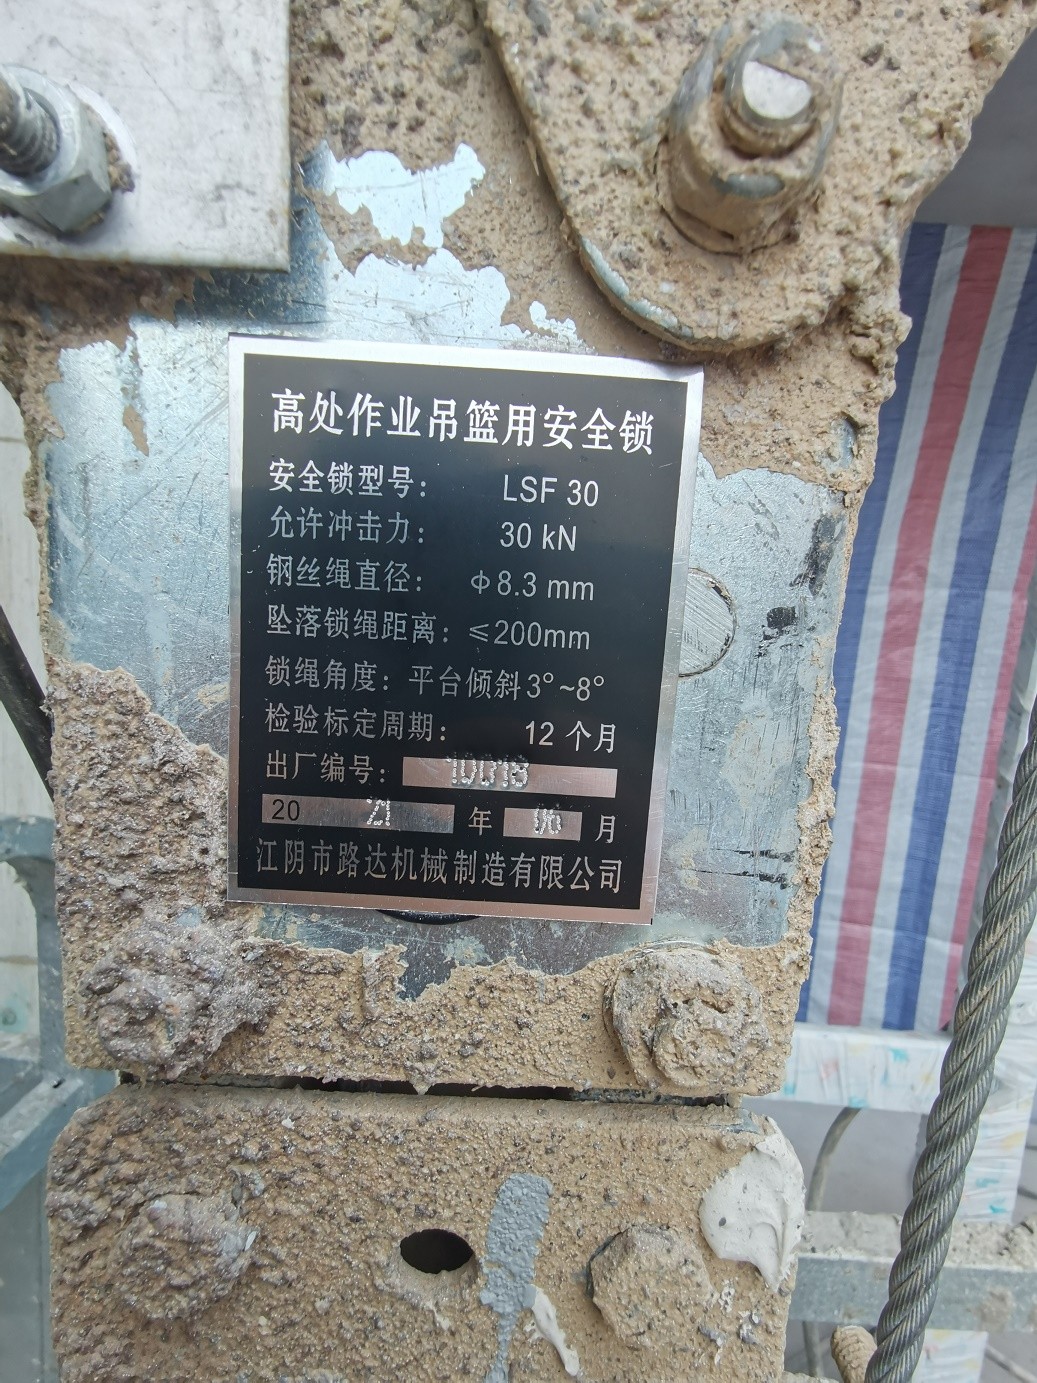 高处作业吊篮用安全锁
安全锁型号： LSF 30
允许冲击力： 30 kN
钢丝绳直径： φ8.3 mm
坠落锁绳距离：≤200mm
锁绳角度：平台倾斜3°~8°
检验标定周期： 12个月
出厂编号：10018
20 21 年 06 月
江阴市路达机械制造有限公司